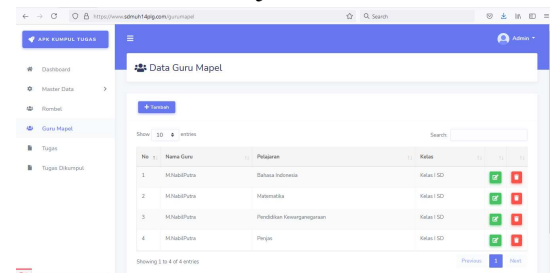 https://www.sdmuh14plg.com/gurumapel
Search
APK KUMPUL TUGAS
Admin
Dashboard
Master Data
Rombel
Guru Mapel
Tugas
Tugas Dikumpul
Data Guru Mapel
+ Tambah
Show 10 entries
Search:
No Nama Guru Pelajaran Kelas
1 M.NabilPutra Bahasa Indonesia Kelas I SD
2 M.NabilPutra Matematika Kelas I SD
3 M.NabilPutra Pendidikan Kewarganegaraan Kelas I SD
4 M.NabilPutra Penjas Kelas I SD
Showing 1 to 4 of 4 entries
Previous 1 Next